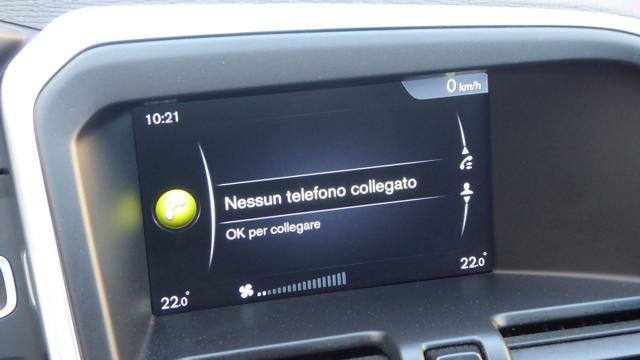 0 km/h
10:21
Nessun telefono collegato
OK per collegare
22.0°
22.0°